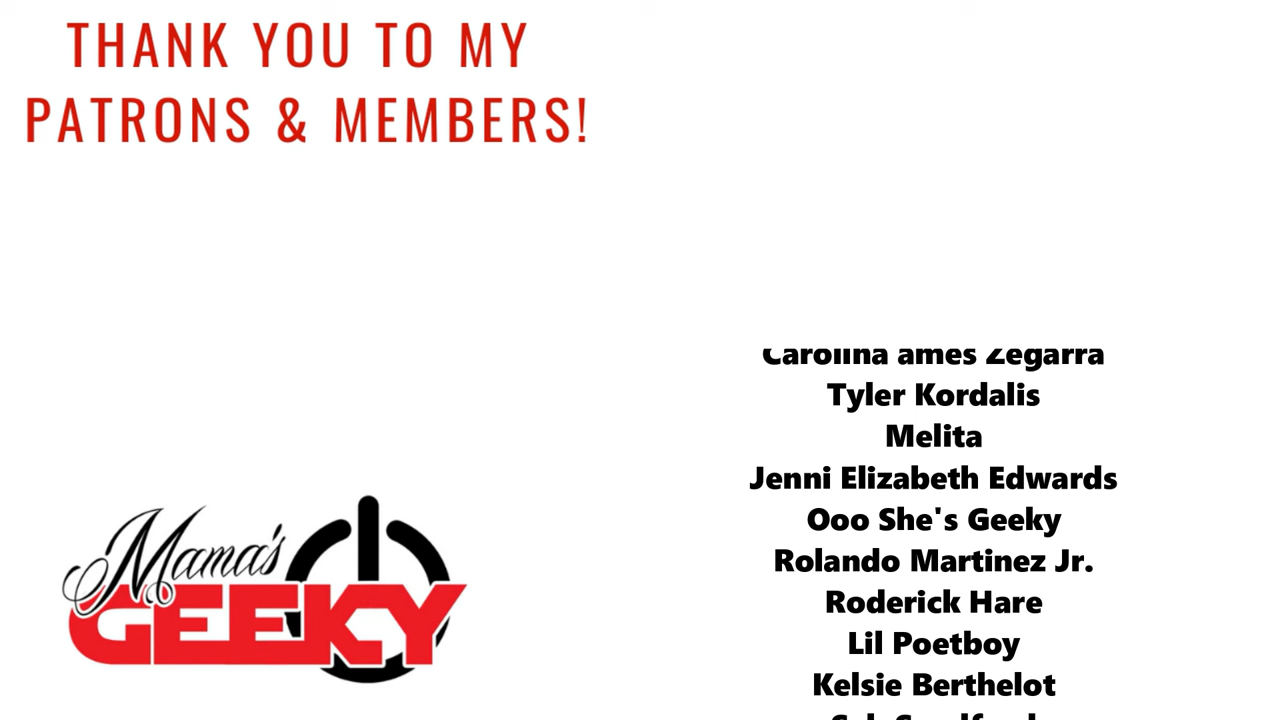 THANK YOU TO MY
PATRONS & MEMBERS!
Carolina ames Zegarra
Tyler Kordalis
Melita
Jenni Elizabeth Edwards
Ooo She's Geeky
Rolando Martinez Jr.
Roderick Hare
Lil Poetboy
Kelsie Berthelot
Mama's
GEEKY